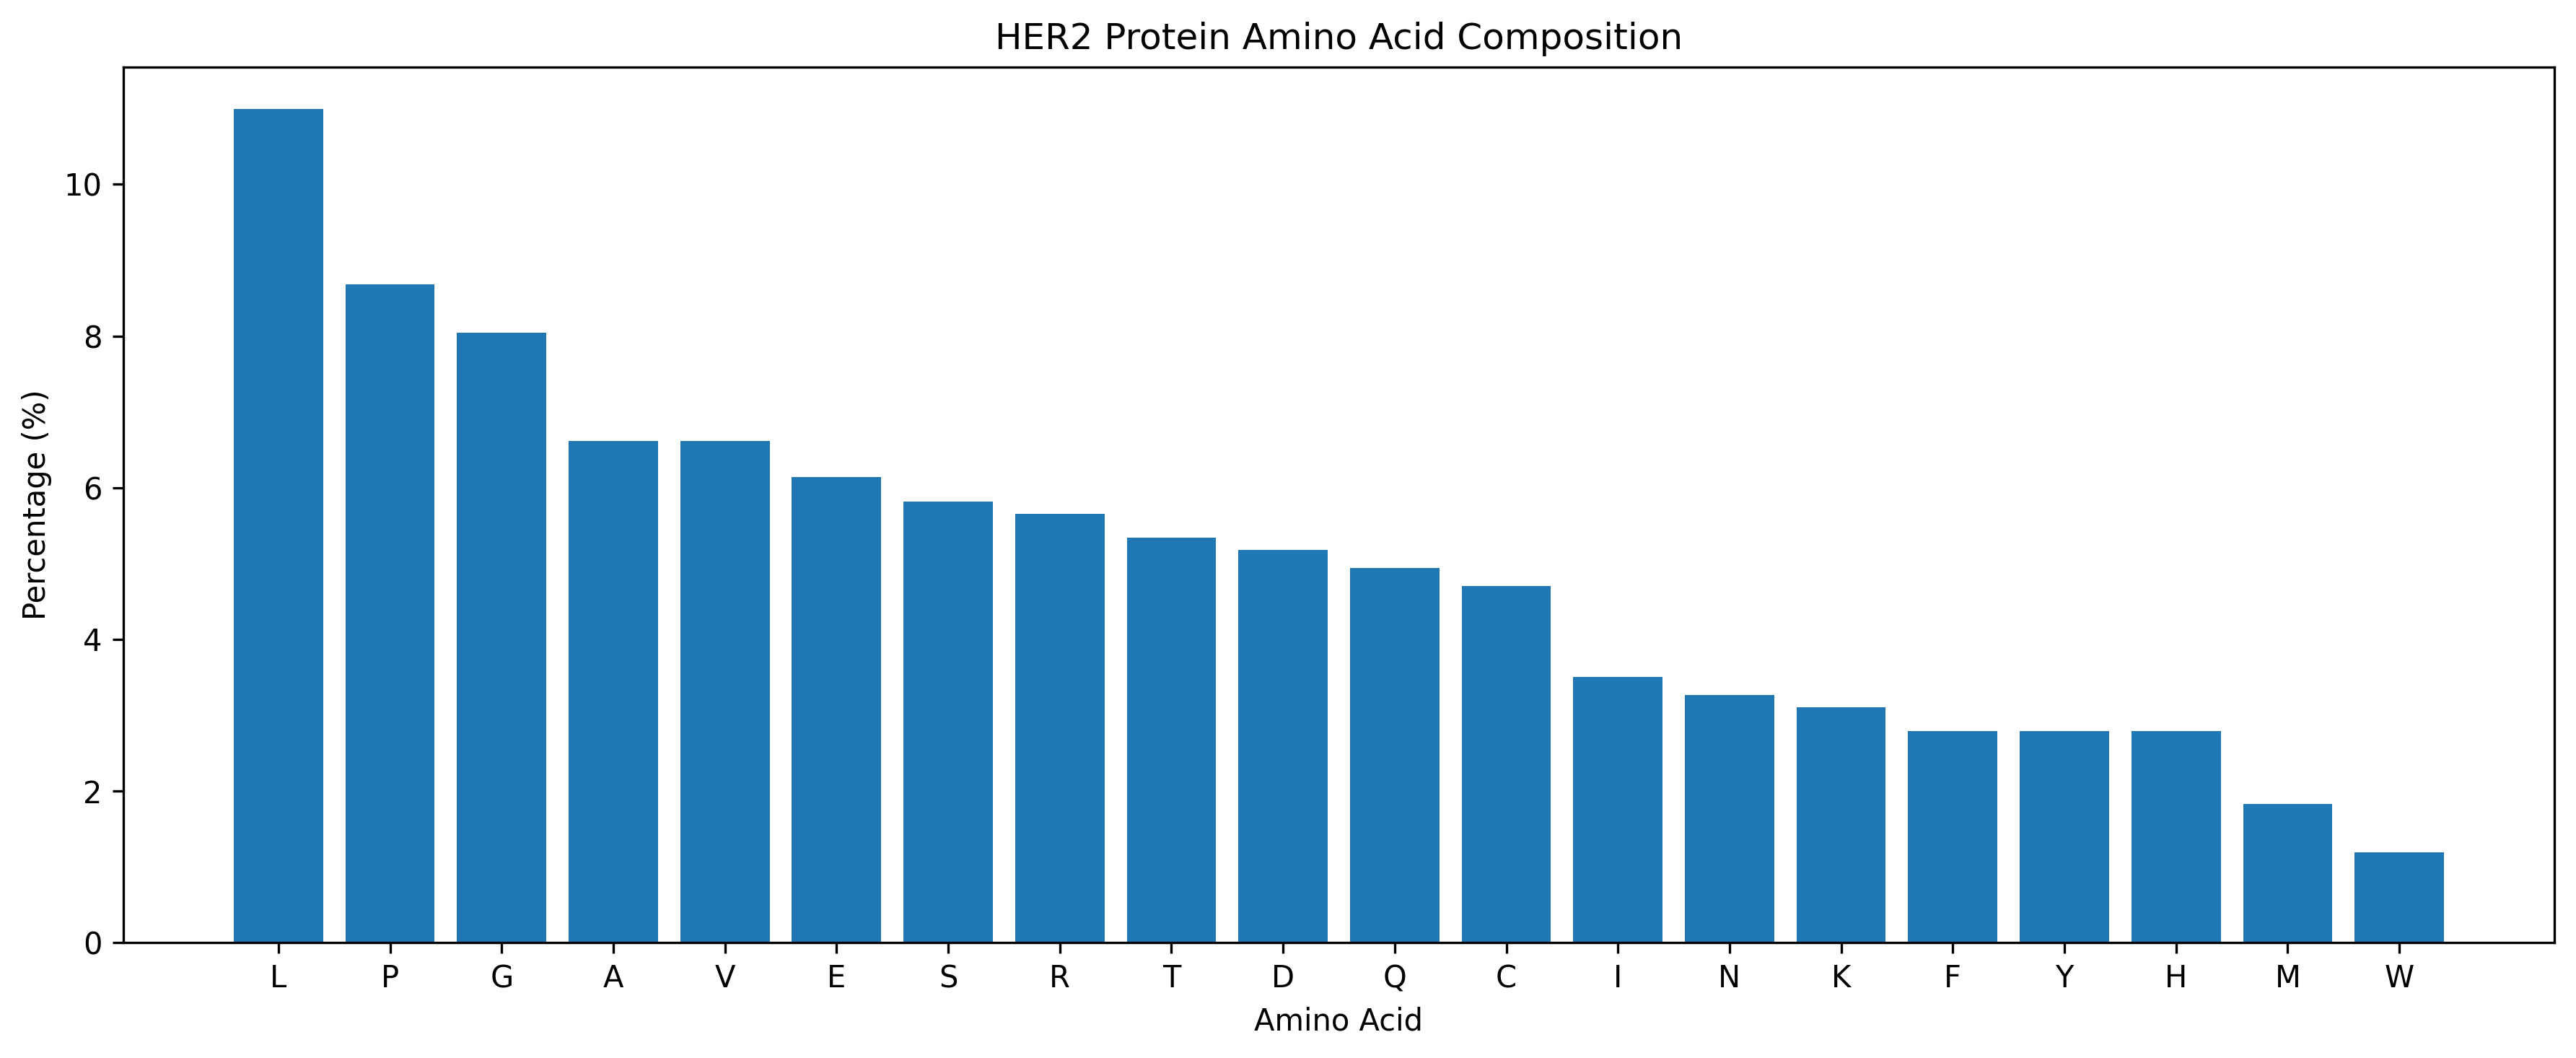 HER2 Protein Amino Acid Composition
Percentage (%)
10
8
6
4
2
0
L P G A V E S R T D Q C I N K F Y H M W
Amino Acid